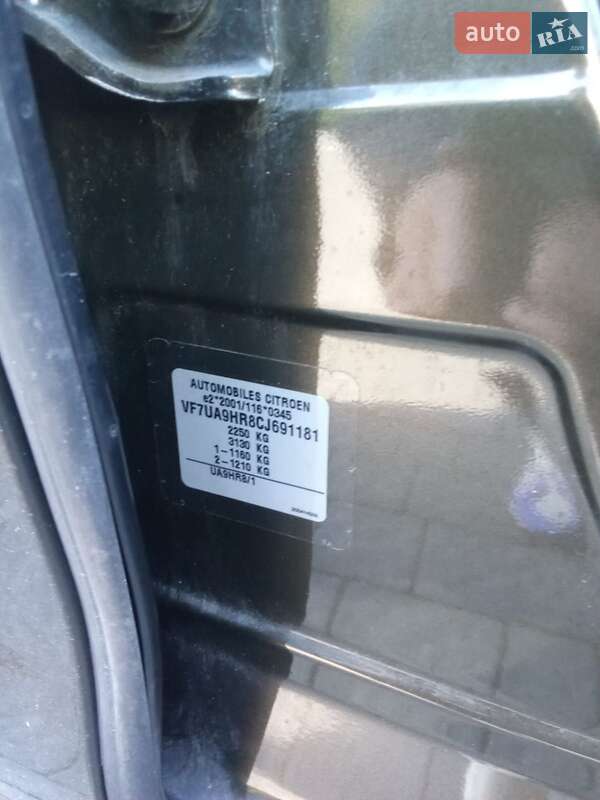 auto RIA .com
AUTOMOBILES CITROEN
e2*2001/116*0345
VF7UA9HR8CJ691181
2250 KG
3130 KG
1-1160 KG
2-1210 KG
UA9HR8/1